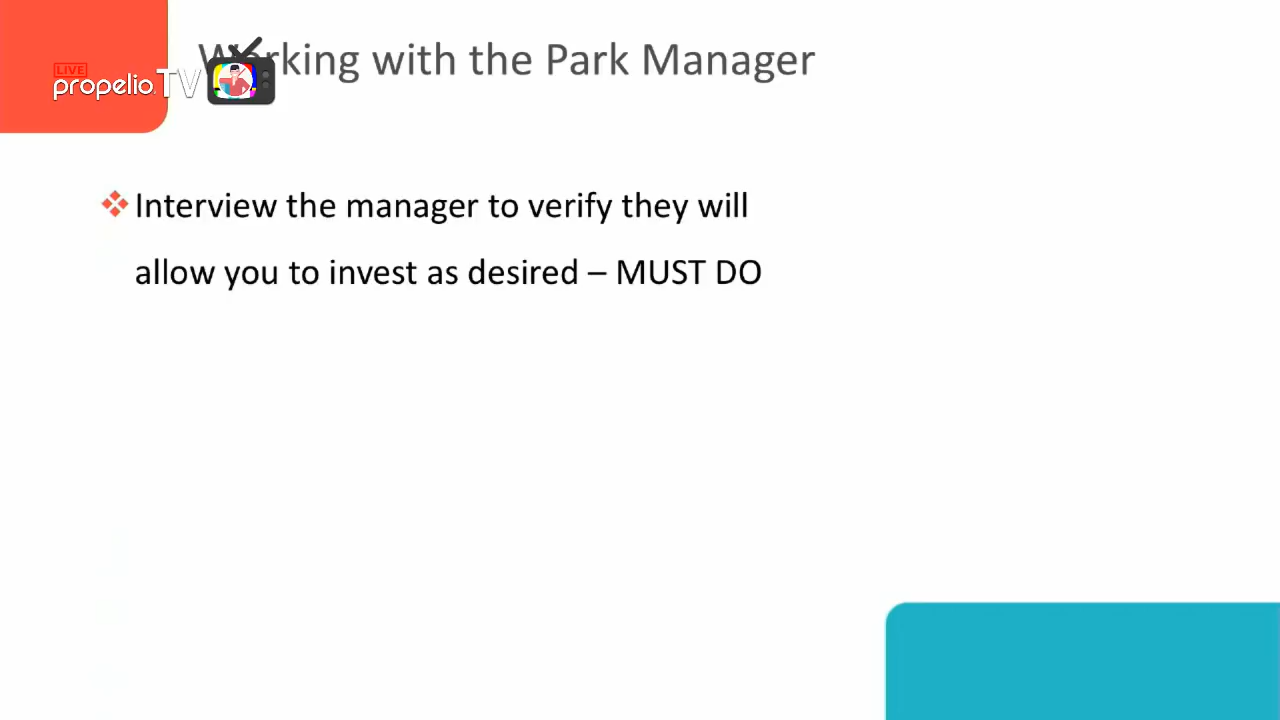 Working with the Park Manager
LIVE
propelio.TV
Interview the manager to verify they will
allow you to invest as desired – MUST DO